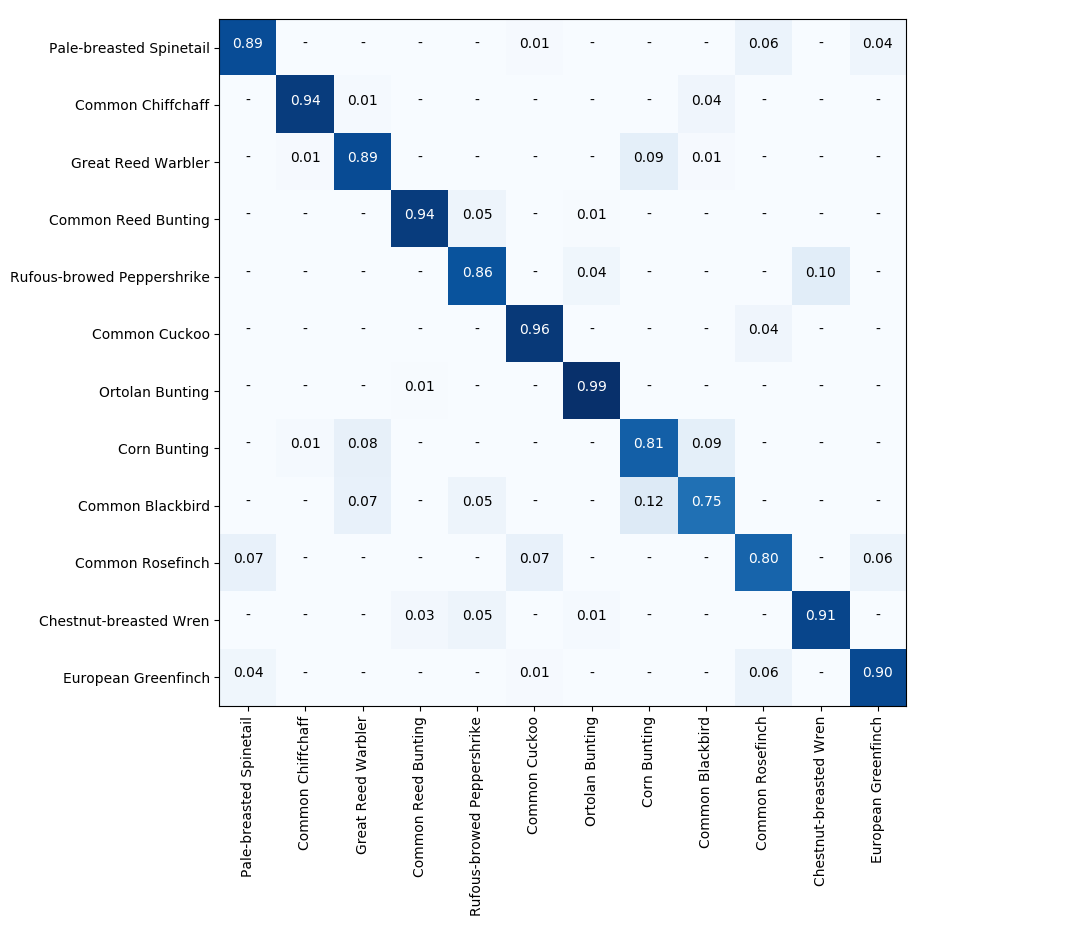 Pale-breasted Spinetail 0.89 - - - - 0.01 - - - 0.06 - 0.04
Common Chiffchaff - 0.94 0.01 - - - - - 0.04 - - -
Great Reed Warbler - 0.01 0.89 - - - - 0.09 0.01 - - -
Common Reed Bunting - - - 0.94 0.05 - 0.01 - - - - -
Rufous-browed Peppershrike - - - - 0.86 - 0.04 - - - 0.10 -
Common Cuckoo - - - - - 0.96 - - - 0.04 - -
Ortolan Bunting - - - 0.01 - - 0.99 - - - - -
Corn Bunting - 0.01 0.08 - - - - 0.81 0.09 - - -
Common Blackbird - - 0.07 - 0.05 - - 0.12 0.75 - - -
Common Rosefinch 0.07 - - - - 0.07 - - - 0.80 - 0.06
Chestnut-breasted Wren - - - 0.03 0.05 - 0.01 - - - 0.91 -
European Greenfinch 0.04 - - - - 0.01 - - - 0.06 - 0.90
Pale-breasted Spinetail
Common Chiffchaff
Great Reed Warbler
Common Reed Bunting
Rufous-browed Peppershrike
Common Cuckoo
Ortolan Bunting
Corn Bunting
Common Blackbird
Common Rosefinch
Chestnut-breasted Wren
European Greenfinch